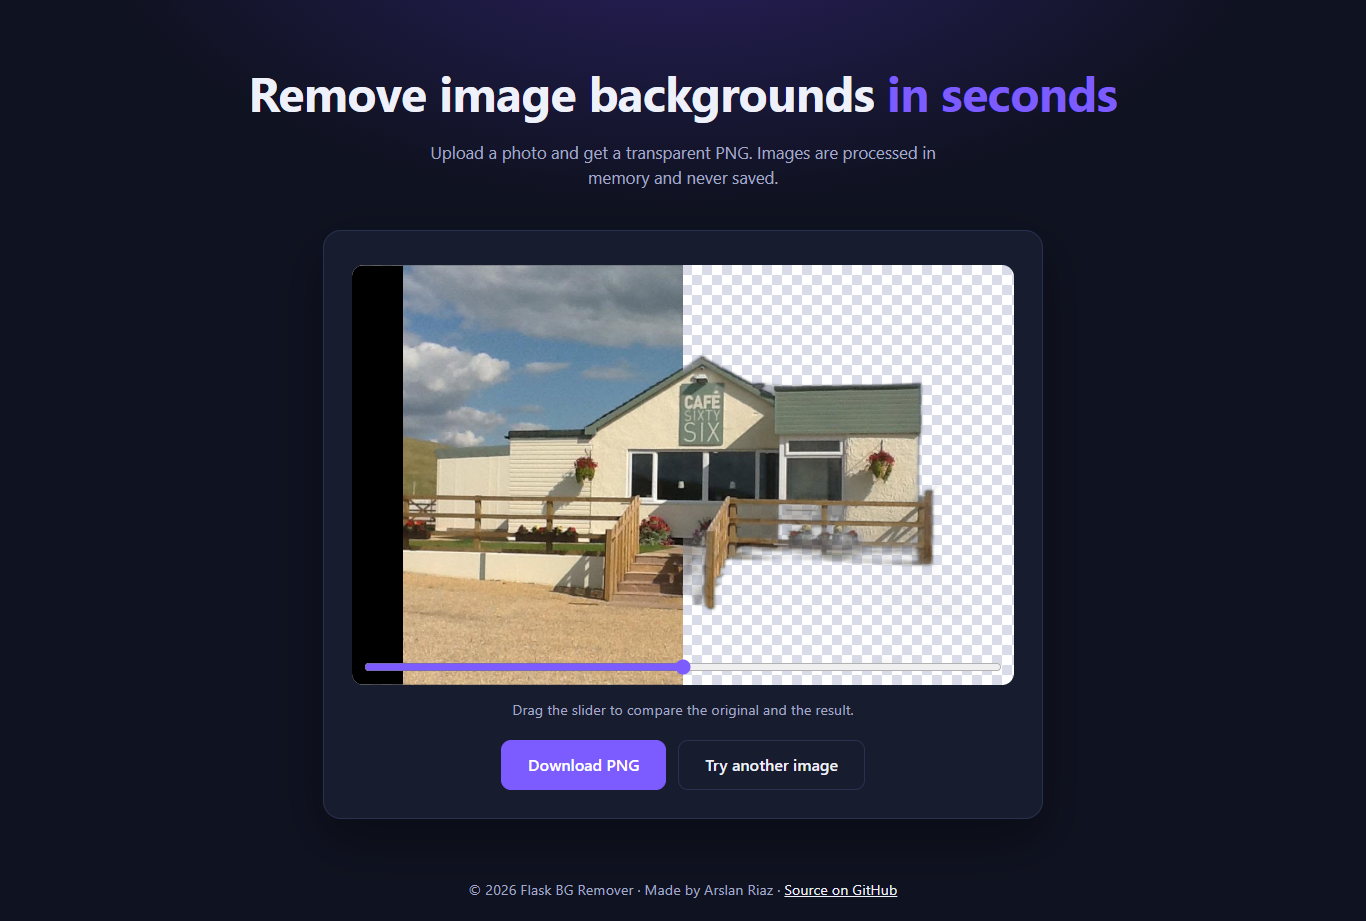 Remove image backgrounds in seconds
Upload a photo and get a transparent PNG. Images are processed in
memory and never saved.
CAFÉ
SIXTY
SIX
Drag the slider to compare the original and the result.
Download PNG
Try another image
© 2026 Flask BG Remover · Made by Arslan Riaz · Source on GitHub